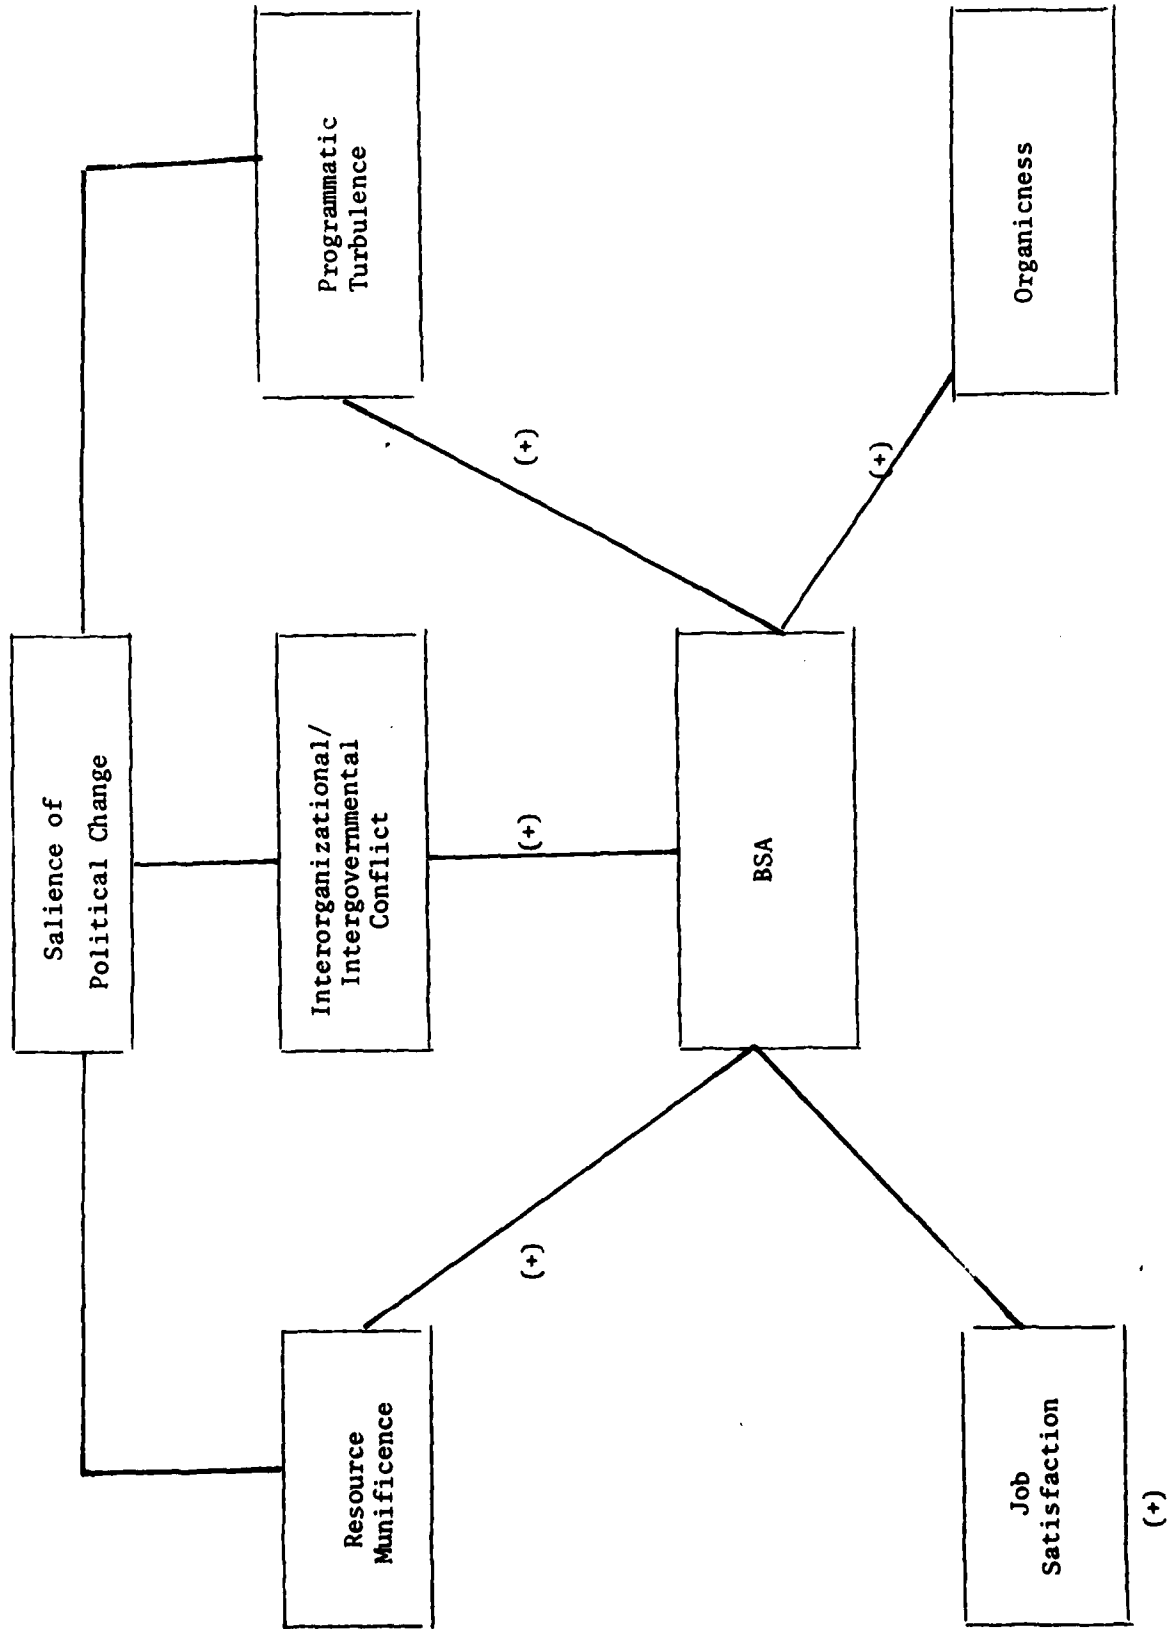 Salience of
Political Change
Resource
Munificence
Interorganizational/
Intergovernmental
Conflict
Programmatic
Turbulence
(+)
(+)
(+)
BSA
(+)
Job
Satisfaction
Organicness
(+)